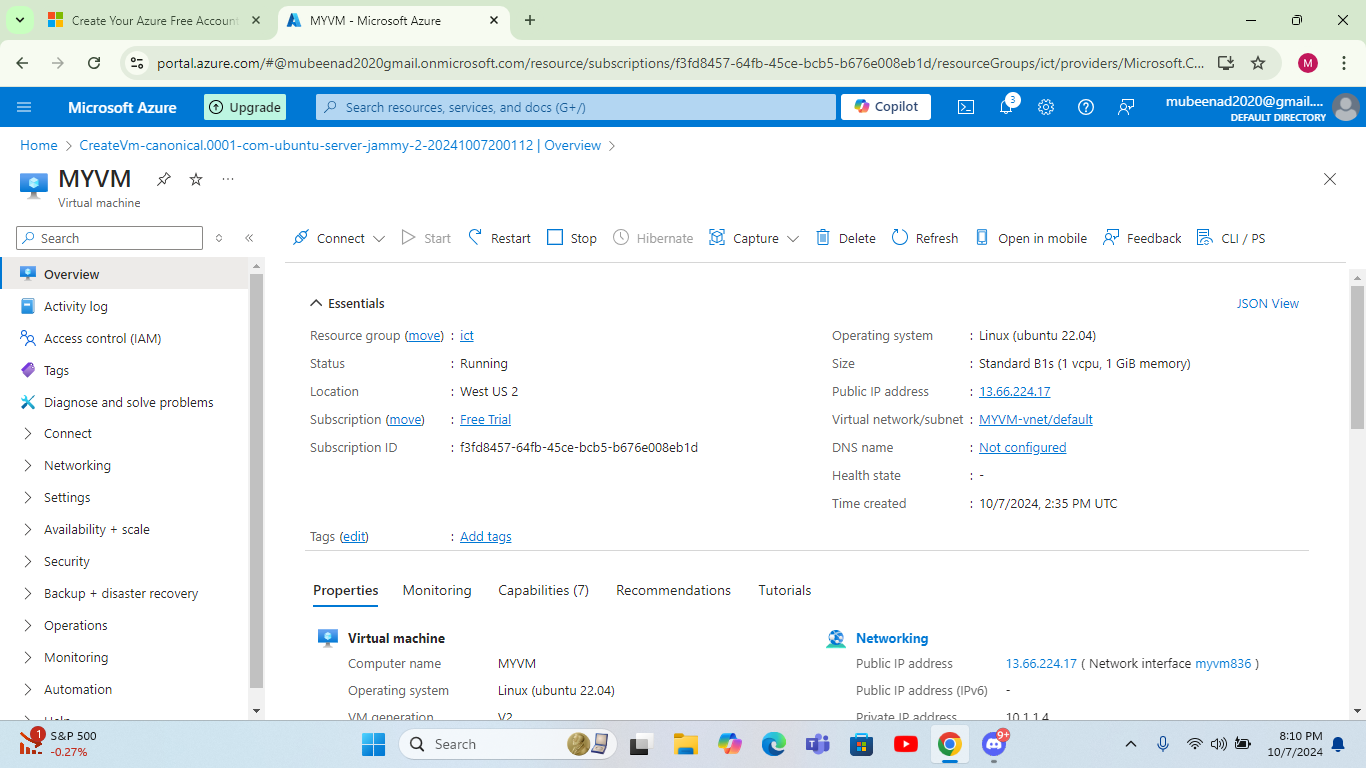 Create Your Azure Free Account
MYVM - Microsoft Azure
portal.azure.com/#@mubeenad2020gmail.onmicrosoft.com/resource/subscriptions/f3fd8457-64fb-45ce-bcb5-b676e008eb1d/resourceGroups/ict/providers/Microsoft.C...
M
Microsoft Azure
Upgrade
Search resources, services, and docs (G+/)
Copilot
3
mubeenad2020@gmail....
DEFAULT DIRECTORY
Home > CreateVm-canonical.0001-com-ubuntu-server-jammy-2-20241007200112 | Overview >
MYVM
Virtual machine
Search
Connect Start Restart Stop Hibernate Capture Delete Refresh Open in mobile Feedback CLI / PS
Overview
Activity log
Access control (IAM)
Tags
Diagnose and solve problems
Connect
Networking
Settings
Availability + scale
Security
Backup + disaster recovery
Operations
Monitoring
Automation
Help
Essentials
JSON View
Resource group (move) : ict
Status : Running
Location : West US 2
Subscription (move) : Free Trial
Subscription ID : f3fd8457-64fb-45ce-bcb5-b676e008eb1d
Operating system : Linux (ubuntu 22.04)
Size : Standard B1s (1 vcpu, 1 GiB memory)
Public IP address : 13.66.224.17
Virtual network/subnet : MYVM-vnet/default
DNS name : Not configured
Health state : -
Time created : 10/7/2024, 2:35 PM UTC
Tags (edit) : Add tags
Properties Monitoring Capabilities (7) Recommendations Tutorials
Virtual machine
Computer name MYVM
Operating system Linux (ubuntu 22.04)
VM generation V2
Networking
Public IP address 13.66.224.17 ( Network interface myvm836 )
Public IP address (IPv6) -
Private IP address 10.1.1.4
1
S&P 500
-0.27%
Search
9+
8:10 PM
10/7/2024